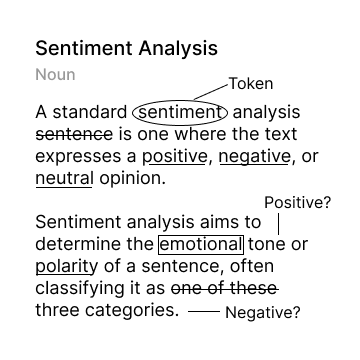 Sentiment Analysis
Noun
Token
A standard sentiment analysis
sentence is one where the text
expresses a positive, negative, or
neutral opinion.
Positive?
Sentiment analysis aims to
determine the emotional tone or
polarity of a sentence, often
classifying it as one of these
three categories.
Negative?